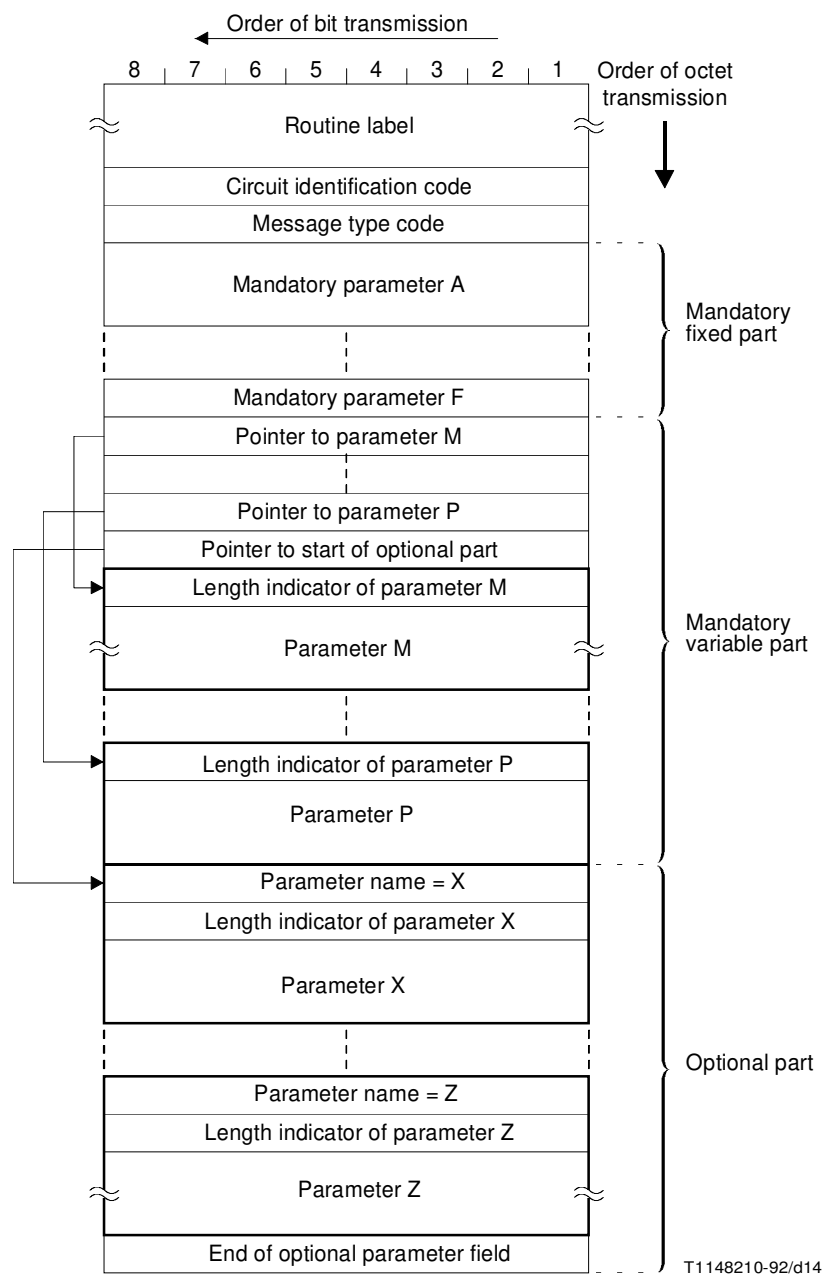 Order of bit transmission
8 7 6 5 4 3 2 1
Order of octet
transmission
Routine label
Circuit identification code
Message type code
Mandatory parameter A
Mandatory
fixed part
Mandatory parameter F
Pointer to parameter M
Pointer to parameter P
Pointer to start of optional part
Length indicator of parameter M
Mandatory
variable part
Parameter M
Length indicator of parameter P
Parameter P
Parameter name = X
Length indicator of parameter X
Parameter X
Optional part
Parameter name = Z
Length indicator of parameter Z
Parameter Z
End of optional parameter field
T1148210-92/d14